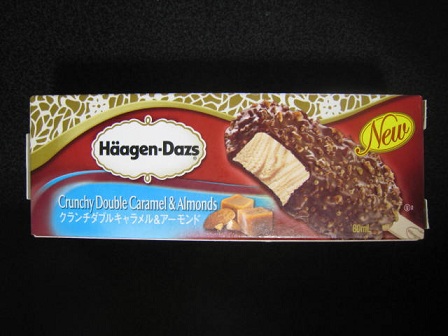 Häagen-Dazs
New
Crunchy Double Caramel & Almonds
クランチダブルキャラメル&アーモンド
80mL